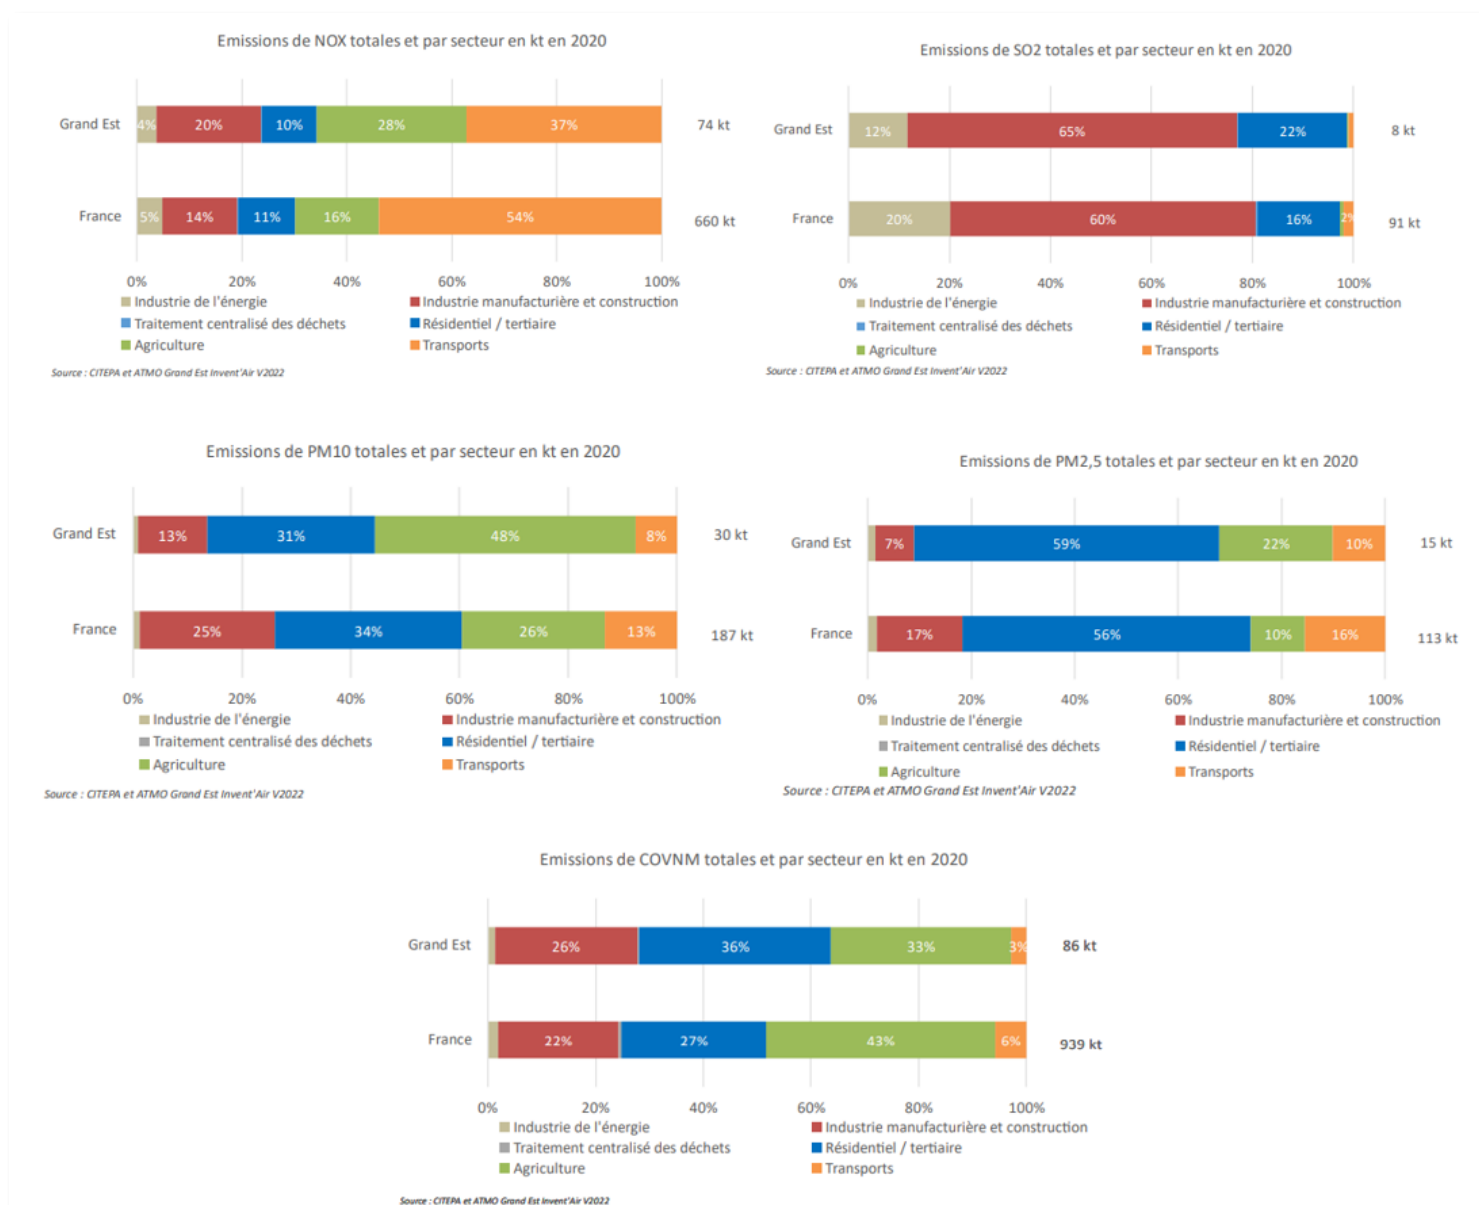 Emissions de NOX totales et par secteur en kt en 2020
Grand Est 4% 20% 10% 28% 37% 74 kt
France 5% 14% 11% 16% 54% 660 kt
0% 20% 40% 60% 80% 100%
Industrie de l'énergie Industrie manufacturière et construction
Traitement centralisé des déchets Résidentiel / tertiaire
Agriculture Transports
Source : CITEPA et ATMO Grand Est Invent'Air V2022
Emissions de SO2 totales et par secteur en kt en 2020
Grand Est 12% 65% 22% 8 kt
France 20% 60% 16% 2% 91 kt
0% 20% 40% 60% 80% 100%
Industrie de l'énergie Industrie manufacturière et construction
Traitement centralisé des déchets Résidentiel / tertiaire
Agriculture Transports
Source : CITEPA et ATMO Grand Est Invent'Air V2022
Emissions de PM10 totales et par secteur en kt en 2020
Grand Est 13% 31% 48% 8% 30 kt
France 25% 34% 26% 13% 187 kt
0% 20% 40% 60% 80% 100%
Industrie de l'énergie Industrie manufacturière et construction
Traitement centralisé des déchets Résidentiel / tertiaire
Agriculture Transports
Source : CITEPA et ATMO Grand Est Invent'Air V2022
Emissions de PM2,5 totales et par secteur en kt en 2020
Grand Est 7% 59% 22% 10% 15 kt
France 17% 56% 10% 16% 113 kt
0% 20% 40% 60% 80% 100%
Industrie de l'énergie Industrie manufacturière et construction
Traitement centralisé des déchets Résidentiel / tertiaire
Agriculture Transports
Source : CITEPA et ATMO Grand Est Invent'Air V2022
Emissions de COVNM totales et par secteur en kt en 2020
Grand Est 26% 36% 33% 3% 86 kt
France 22% 27% 43% 6% 939 kt
0% 20% 40% 60% 80% 100%
Industrie de l'énergie Industrie manufacturière et construction
Traitement centralisé des déchets Résidentiel / tertiaire
Agriculture Transports
Source : CITEPA et ATMO Grand Est Invent'Air V2022